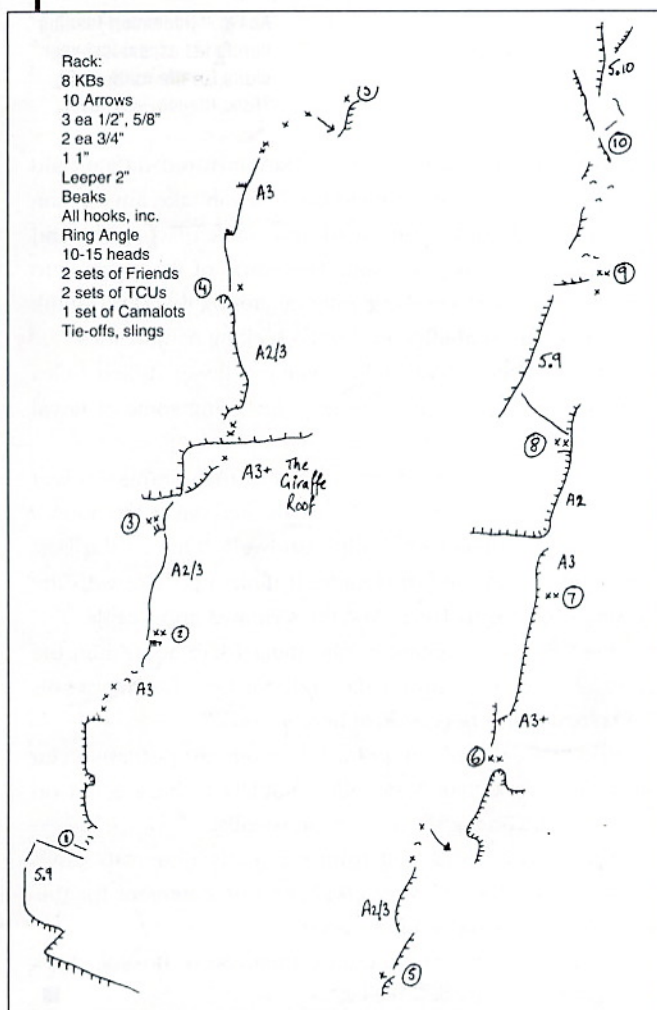 Rack:
8 KBs
10 Arrows
3 ea 1/2", 5/8"
2 ea 3/4"
1 1"
Leeper 2"
Beaks
All hooks, inc.
Ring Angle
10-15 heads
2 sets of Friends
2 sets of TCUs
1 set of Camalots
Tie-offs, slings
5
A3
4
A2/3
A3+ The
Giraffe
Roof
3
A2/3
2
A3
1
5.9
5.10
10
9
5.9
8
A2
A3
7
A3+
6
A2/3
5